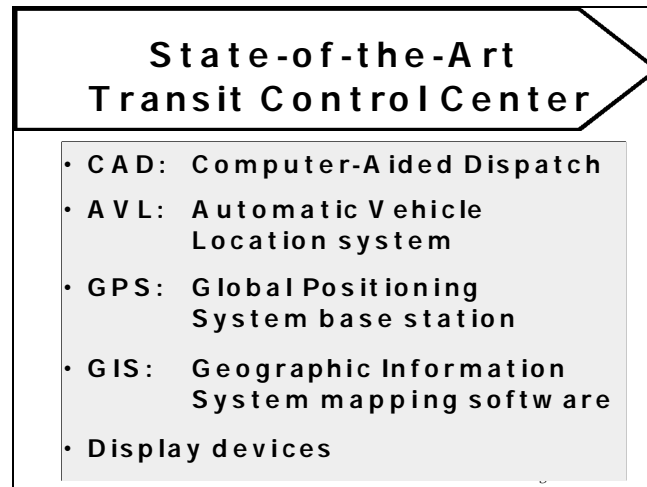 State-of-the-Art
Transit Control Center
• CAD: Computer-Aided Dispatch
• AVL: Automatic Vehicle
Location system
• GPS: Global Positioning
System base station
• GIS: Geographic Information
System mapping software
• Display devices